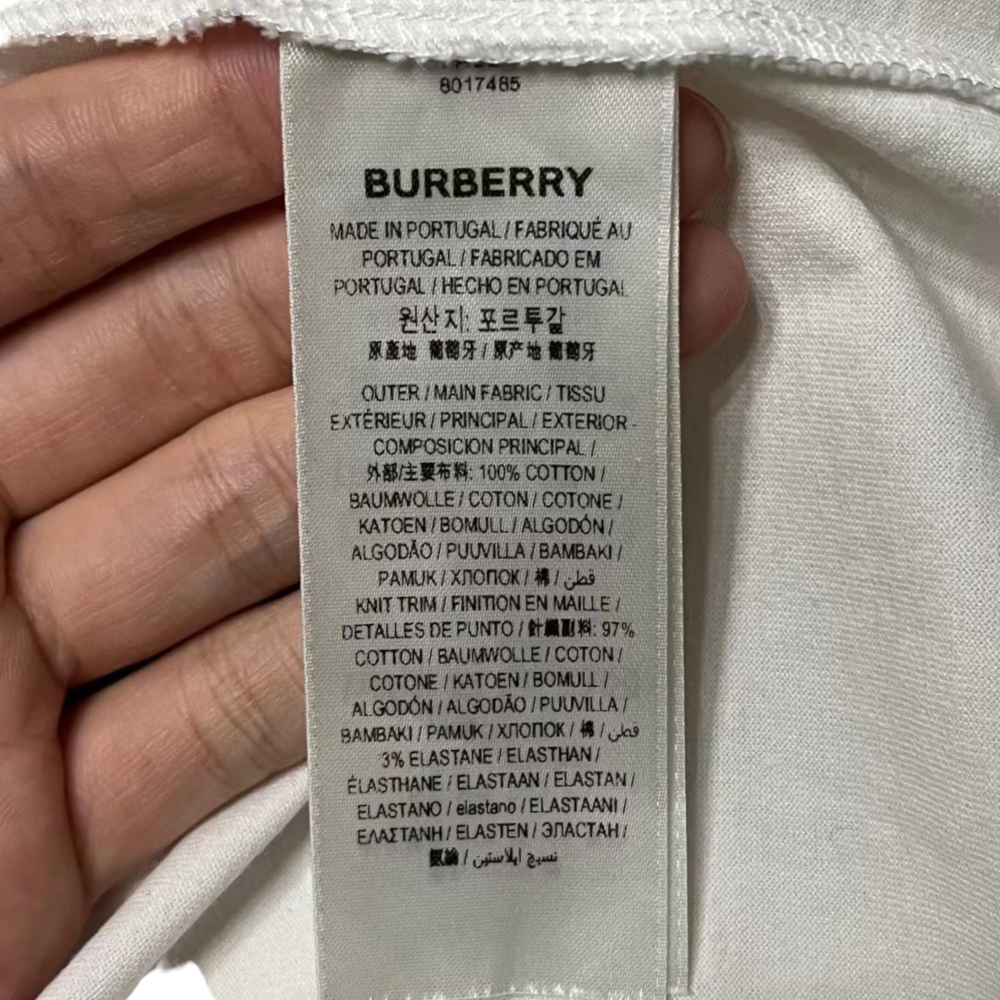 8017485
BURBERRY
MADE IN PORTUGAL / FABRIQUÉ AU
PORTUGAL / FABRICADO EM
PORTUGAL / HECHO EN PORTUGAL
원산지: 포르투갈
原產地 葡萄牙 / 原产地 葡萄牙
OUTER / MAIN FABRIC / TISSU
EXTÉRIEUR / PRINCIPAL / EXTERIOR -
COMPOSICION PRINCIPAL /
外部/主要布料: 100% COTTON /
BAUMWOLLE / COTON / COTONE /
KATOEN / BOMULL / ALGODÓN /
ALGODÃO / PUUVILLA / BAMBAKI /
PAMUK / ХЛОПОК / 棉 / قطن
KNIT TRIM / FINITION EN MAILLE /
DETALLES DE PUNTO / 針織副料: 97%
COTTON / BAUMWOLLE / COTON /
COTONE / KATOEN / BOMULL /
ALGODÓN / ALGODÃO / PUUVILLA /
BAMBAKI / PAMUK / ХЛОПОК / 棉 / قطن
3% ELASTANE / ELASTHAN /
ÉLASTHANE / ELASTAAN / ELASTAN /
ELASTANO / elastano / ELASTAANI /
ΕΛΑΣΤΑΝΗ / ELASTEN / ЭЛАСТАН /
氨綸 / نسيج ايلاستين